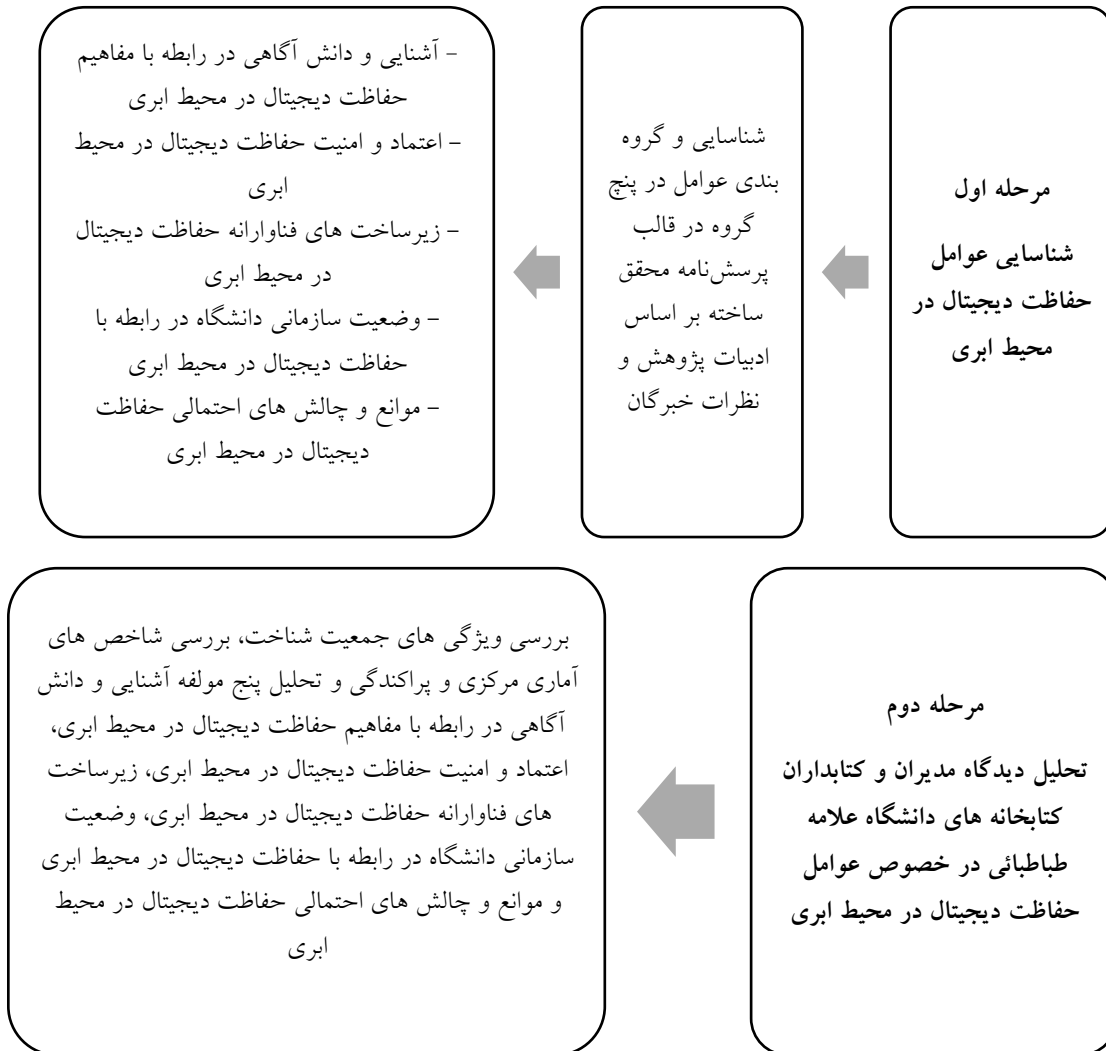 مرحله اول
شناسایی عوامل
حفاظت دیجیتال در
محیط ابری
شناسایی و گروه
بندی عوامل در پنچ
گروه در قالب
پرسش‌نامه محقق
ساخته بر اساس
ادبیات پژوهش و
نظرات خبرگان
- آشنایی و دانش آگاهی در رابطه با مفاهیم
حفاظت دیجیتال در محیط ابری
- اعتماد و امنیت حفاظت دیجیتال در محیط
ابری
- زیرساخت های فناوارانه حفاظت دیجیتال
در محیط ابری
- وضعیت سازمانی دانشگاه در رابطه با
حفاظت دیجیتال در محیط ابری
- موانع و چالش های احتمالی حفاظت
دیجیتال در محیط ابری
مرحله دوم
تحلیل دیدگاه مدیران و کتابداران
کتابخانه های دانشگاه علامه
طباطبائی در خصوص عوامل
حفاظت دیجیتال در محیط ابری
بررسی ویژگی های جمعیت شناخت، بررسی شاخص های
آماری مرکزی و پراکندگی و تحلیل پنج مولفه آشنایی و دانش
آگاهی در رابطه با مفاهیم حفاظت دیجیتال در محیط ابری،
اعتماد و امنیت حفاظت دیجیتال در محیط ابری، زیرساخت
های فناوارانه حفاظت دیجیتال در محیط ابری، وضعیت
سازمانی دانشگاه در رابطه با حفاظت دیجیتال در محیط ابری
و موانع و چالش های احتمالی حفاظت دیجیتال در محیط
ابری